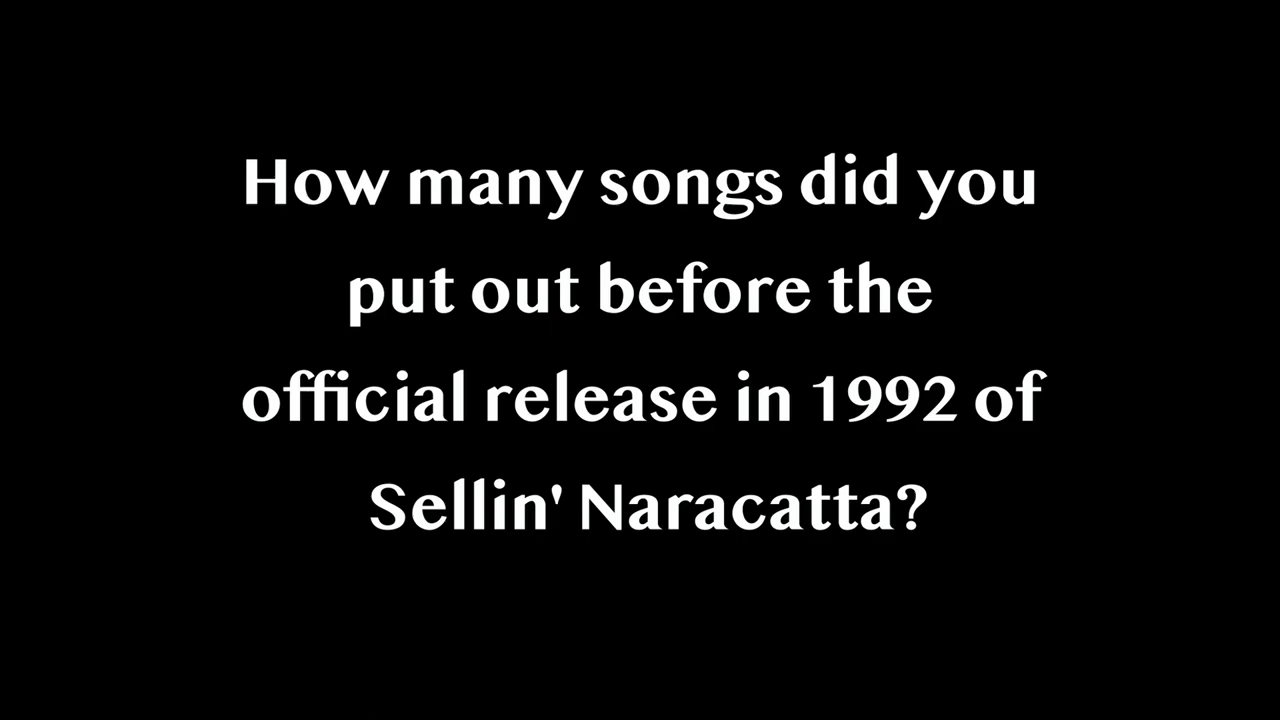 How many songs did you
put out before the
official release in 1992 of
Sellin' Naracatta?